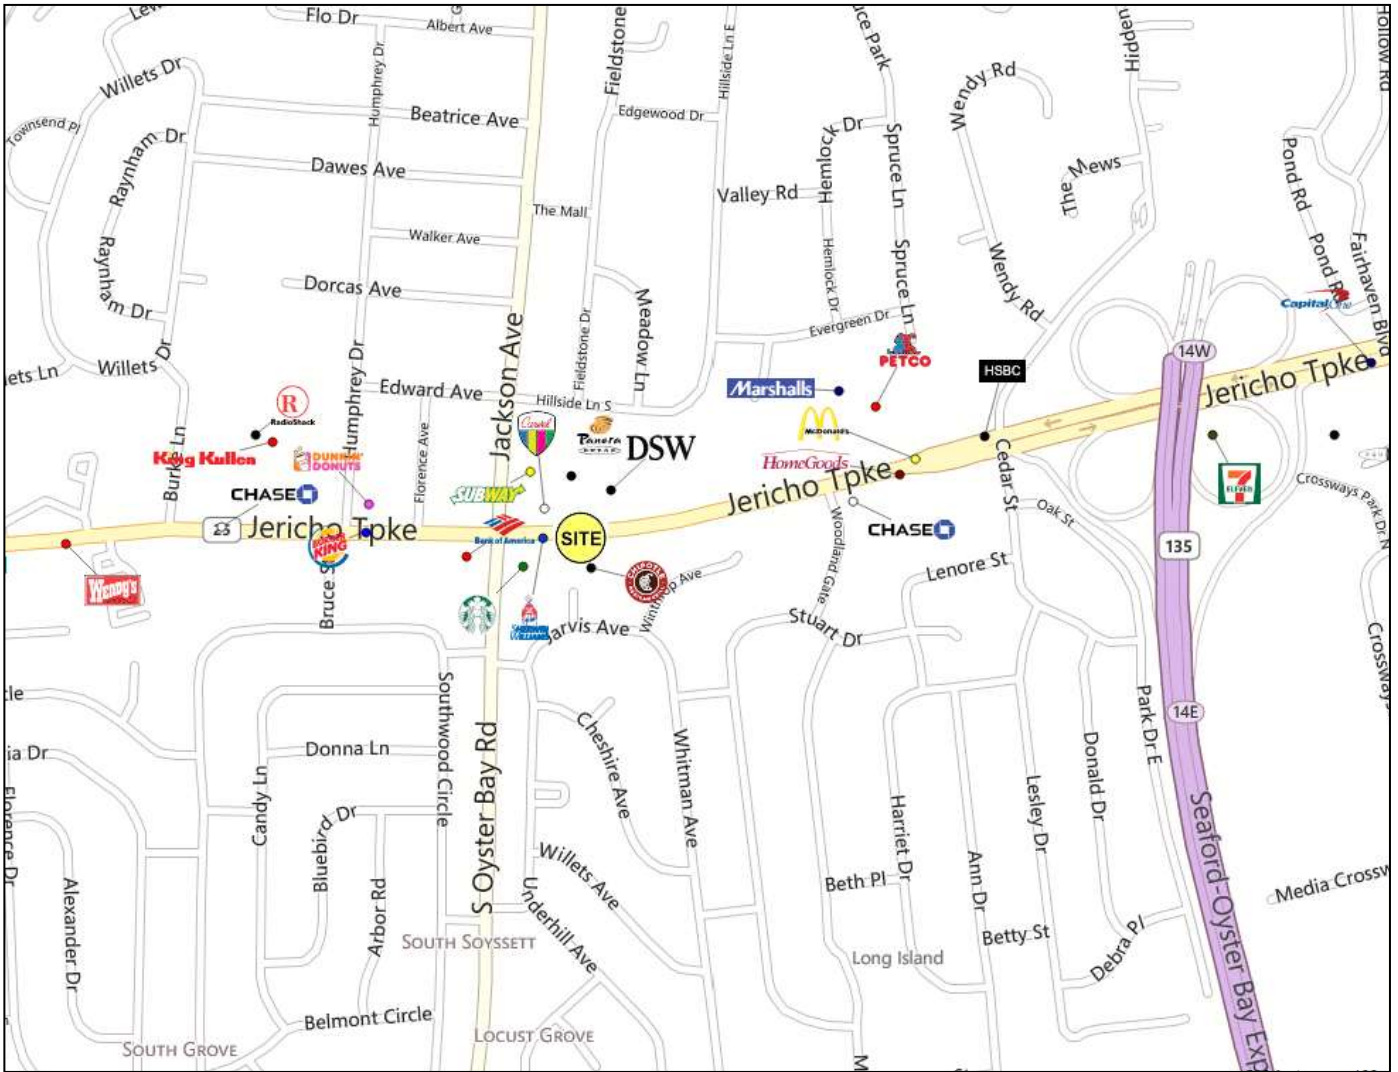 Flo Dr
Albert Ave
Fieldstone
Hillside Ln E
Hidden
Hollow Rd
Willets Dr
Humphrey Dr
Wendy Rd
Townsend Pl
Raynham Dr
Beatrice Ave
Edgewood Dr
Hemlock Dr
Spruce Ln
Dawes Ave
The Mews
Pond Rd
Valley Rd
The Mall
Walker Ave
Raynham Dr
Hemlock Dr
Spruce Ln
Wendy Rd
Pond Rd
Fairhaven Blvd
Dorcas Ave
Meadow Ln
Capital One
Evergreen Dr
Jackson Ave
Fieldstone Dr
PETCO
14W
Willets Dr
Humphrey Dr
Edward Ave
Hillside Ln S
Marshalls
HSBC
Jericho Tpke
R
RadioShack
Carvel
Panera
BREAD
DSW
McDonald's
King Kullen
DUNKIN'
DONUTS
Burke Ln
Florence Ave
HomeGoods
Jericho Tpke
Cedar St
7
ELEVEN
Crossways Park Dr N
CHASE
SUBWAY
Oak St
CHASE
25
Jericho Tpke
BURGER
KING
Bank of America
SITE
Woodland Gate
135
WENDY'S
CHIPOTLE
Winthrop Ave
Lenore St
Jarvis Ave
Stuart Dr
Southwood Circle
Park Dr E
14E
Donna Ln
S Oyster Bay Rd
Cheshire Ave
Whitman Ave
Donald Dr
Candy Ln
Bluebird Dr
Harriet Dr
Lesley Dr
Florence Dr
Willets Ave
Alexander Dr
Arbor Rd
Underhill Ave
Beth Pl
Ann Dr
Seaford-Oyster Bay Exp
SOUTH SOYSSETT
Betty St
Debra Pl
Long Island
Belmont Circle
LOCUST GROVE
SOUTH GROVE